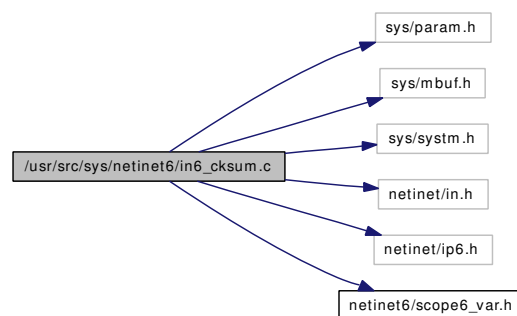 sys/param.h
sys/mbuf.h
/usr/src/sys/netinet6/in6_cksum.c
sys/systm.h
netinet/in.h
netinet/ip6.h
netinet6/scope6_var.h